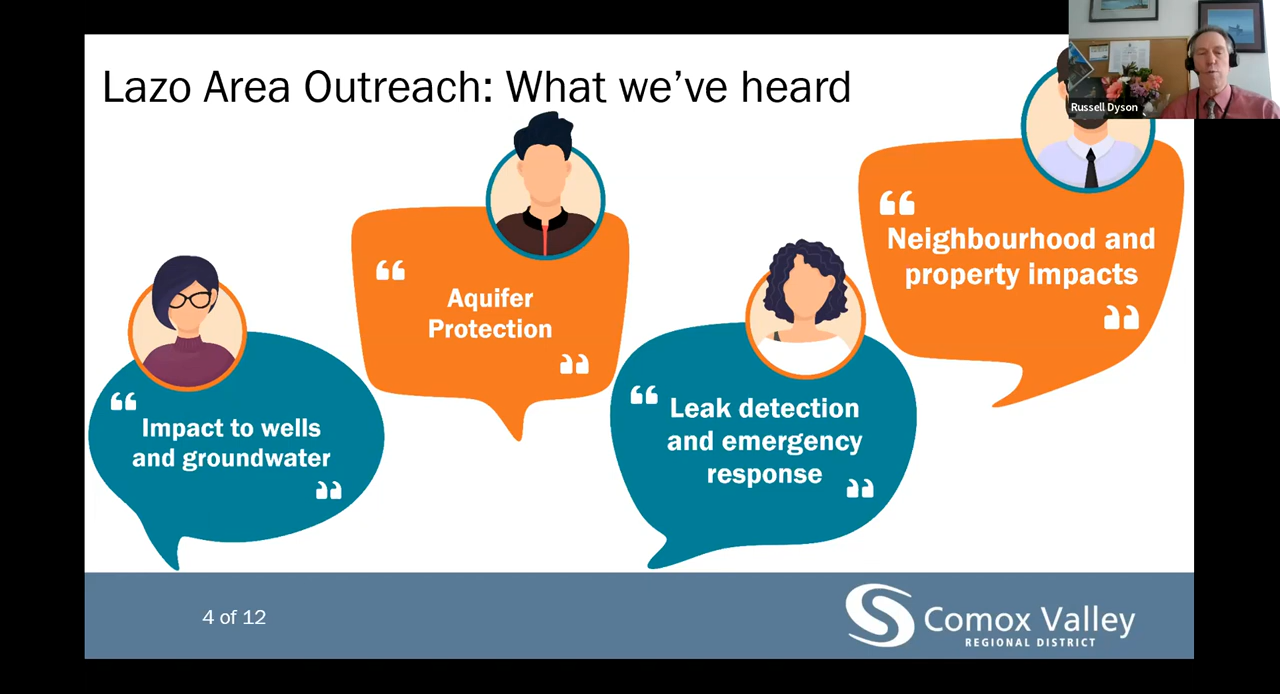 Lazo Area Outreach: What we’ve heard
Russell Dyson
“
Impact to wells
and groundwater
”
“
Aquifer
Protection
”
“
Leak detection
and emergency
response
”
“
Neighbourhood and
property impacts
”
4 of 12
Comox Valley
REGIONAL DISTRICT